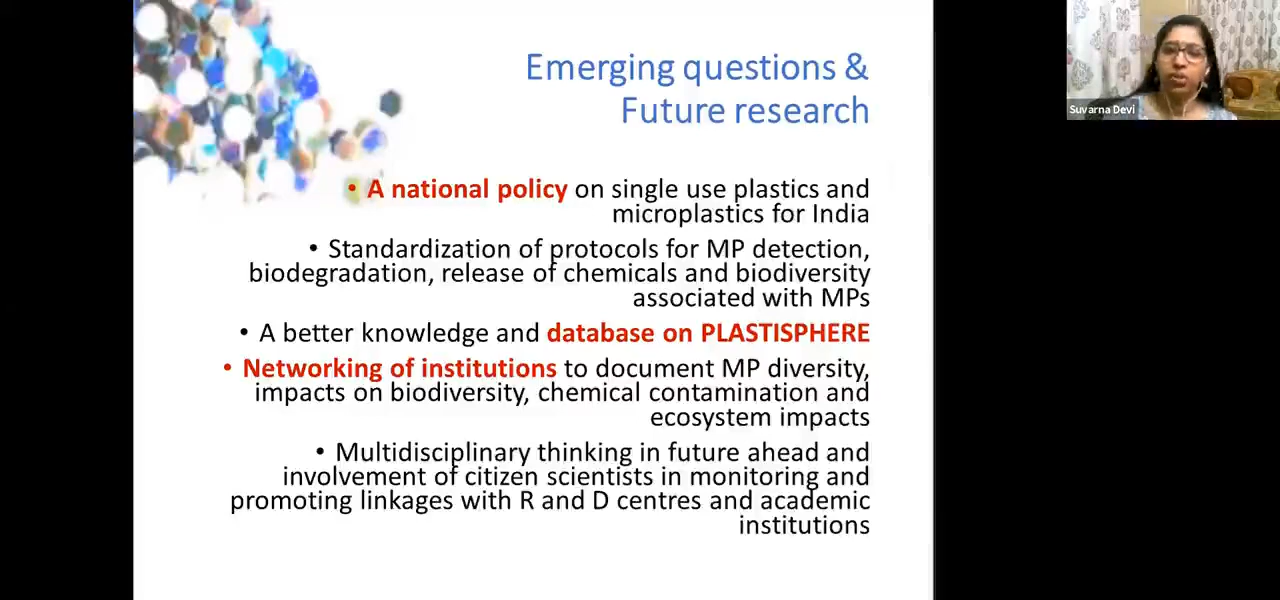 Emerging questions &
Future research
• A national policy on single use plastics and
microplastics for India
• Standardization of protocols for MP detection,
biodegradation, release of chemicals and biodiversity
associated with MPs
• A better knowledge and database on PLASTISPHERE
• Networking of institutions to document MP diversity,
impacts on biodiversity, chemical contamination and
ecosystem impacts
• Multidisciplinary thinking in future ahead and
involvement of citizen scientists in monitoring and
promoting linkages with R and D centres and academic
institutions
Suvarna Devi